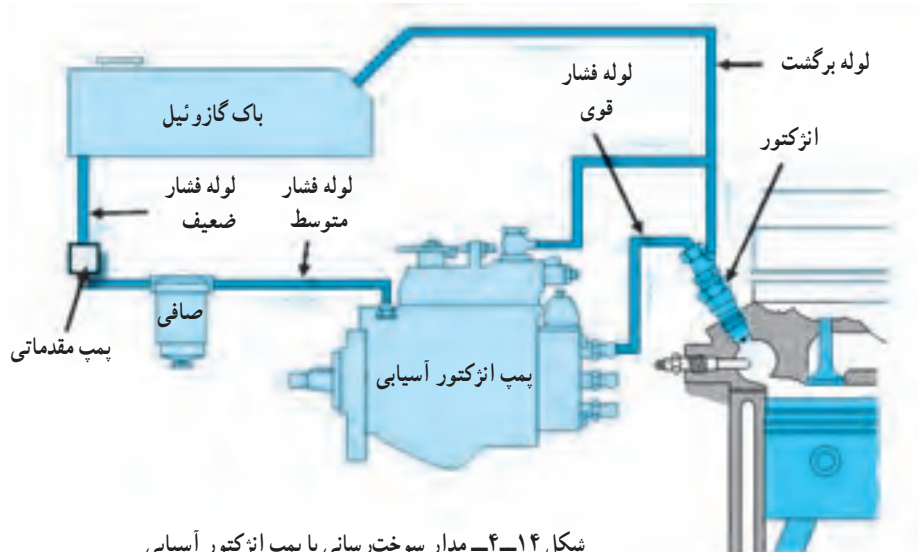 لوله برگشت
لوله فشار
قوی
باک گازوئیل
انژکتور
لوله فشار
متوسط
لوله فشار
ضعیف
صافی
پمپ مقدماتی
پمپ انژکتور آسیابی
شکل ۱۴–۴– مدار سوخت‌رسانی با پمپ انژکتور آسیابی